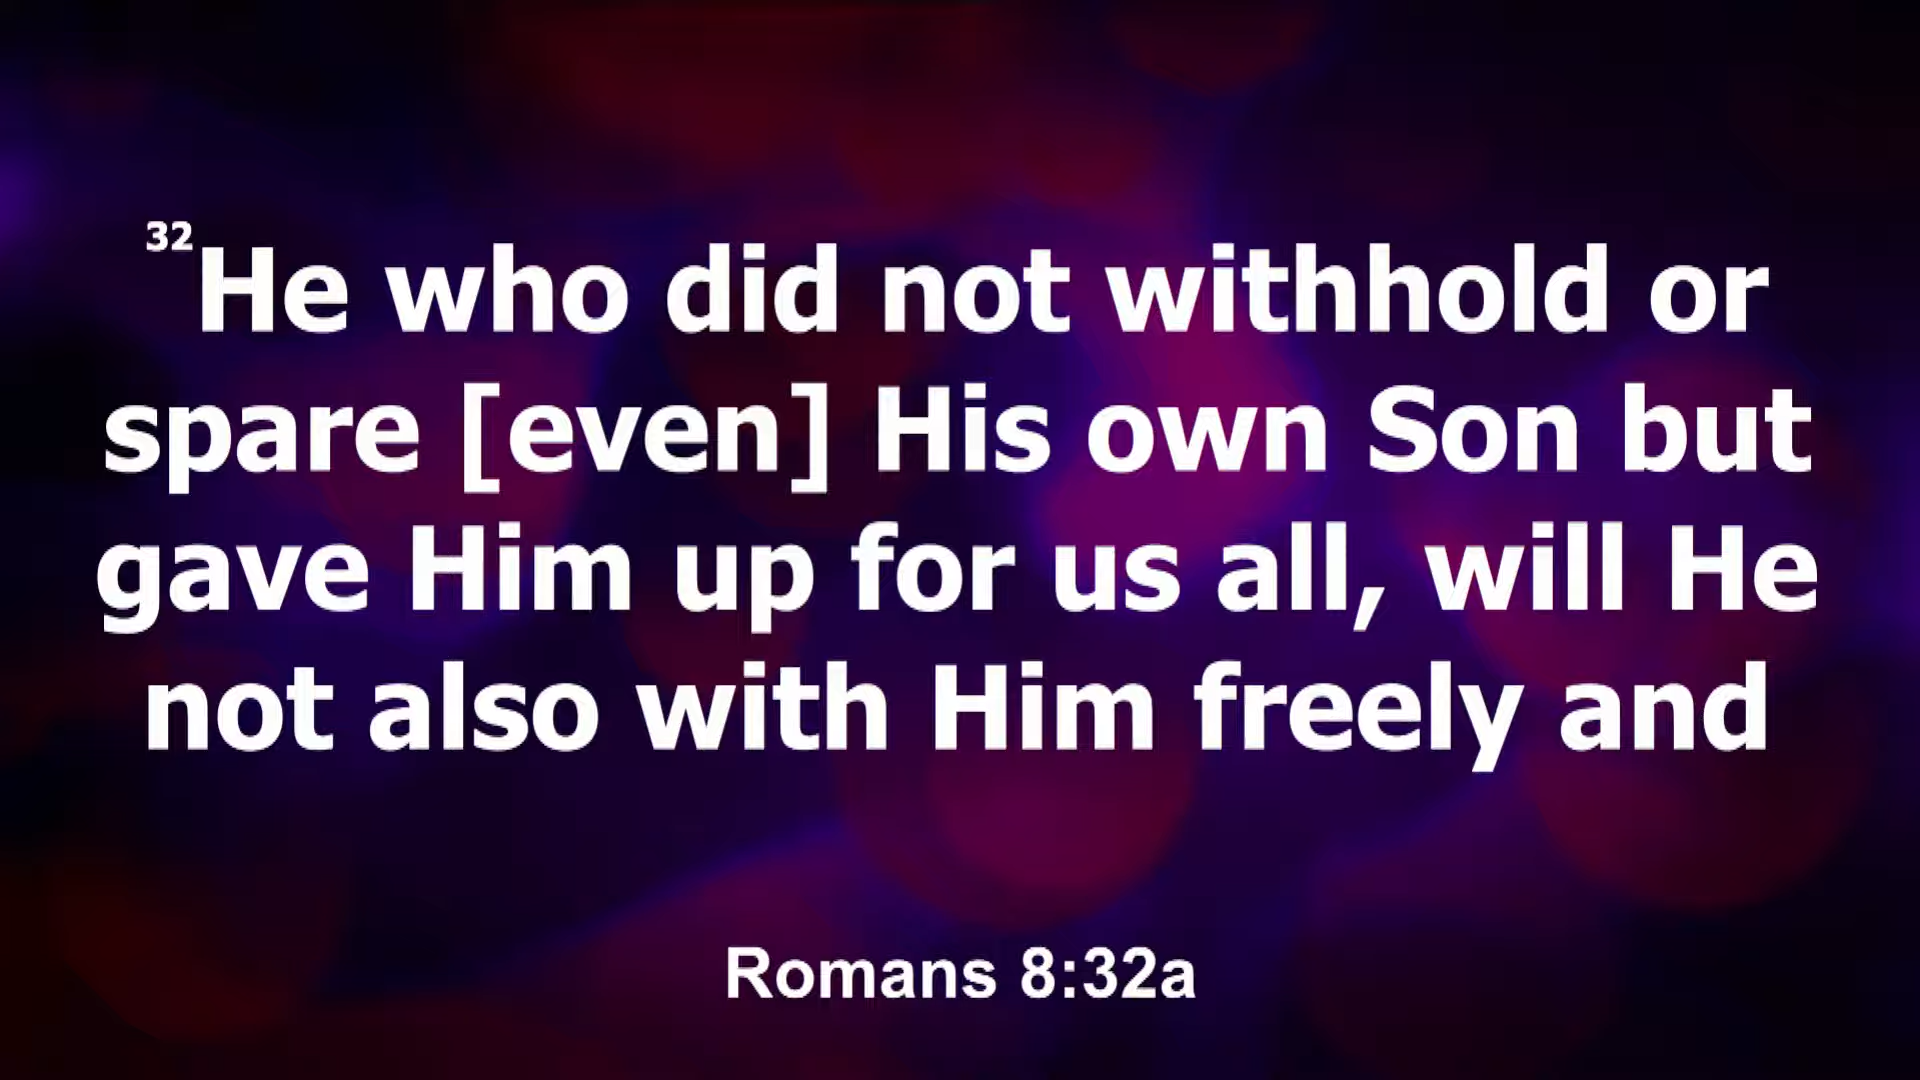 32He who did not withhold or
spare [even] His own Son but
gave Him up for us all, will He
not also with Him freely and
Romans 8:32a